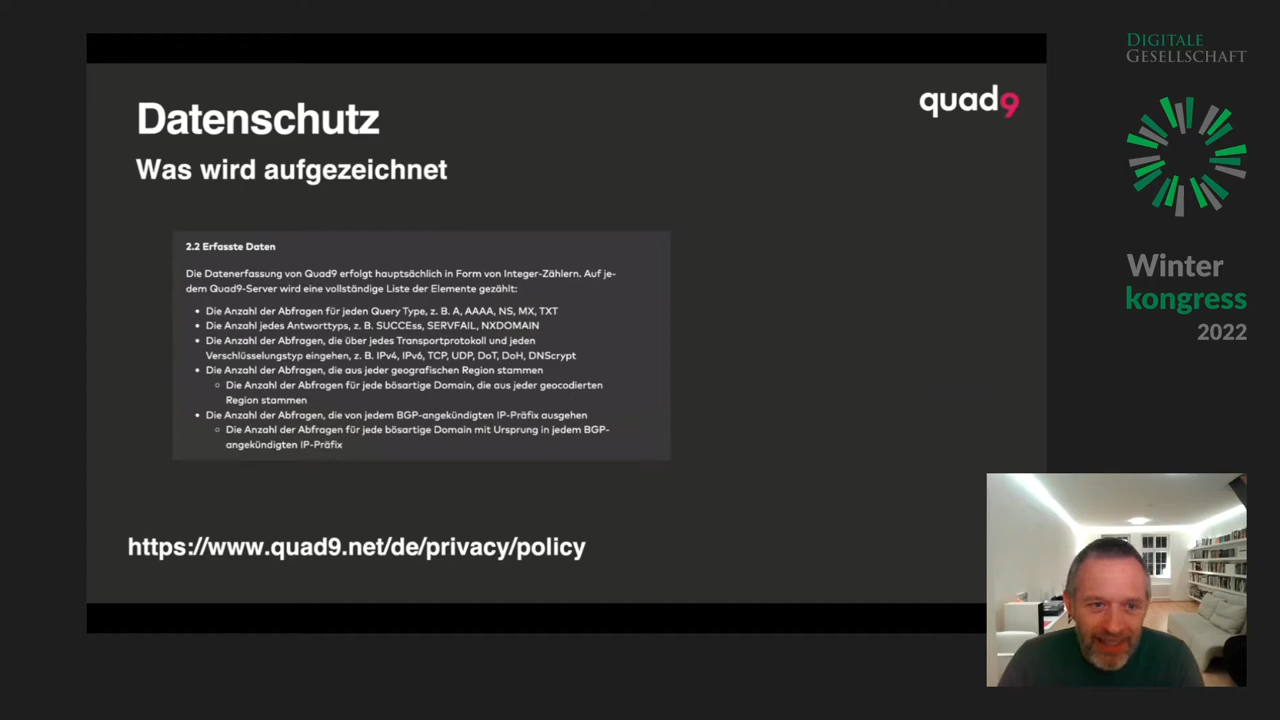 Datenschutz
Was wird aufgezeichnet
quad9
2.2 Erfasste Daten
Die Datenerfassung von Quad9 erfolgt hauptsächlich in Form von Integer-Zählern. Auf je-
dem Quad9-Server wird eine vollständige Liste der Elemente gezählt:
• Die Anzahl der Abfragen für jeden Query Type, z. B. A, AAAA, NS, MX, TXT
• Die Anzahl jedes Antworttyps, z. B. SUCCEss, SERVFAIL, NXDOMAIN
• Die Anzahl der Abfragen, die über jedes Transportprotokoll und jeden
Verschlüsselungstyp eingehen, z. B. IPv4, IPv6, TCP, UDP, DoT, DoH, DNScrypt
• Die Anzahl der Abfragen, die aus jeder geografischen Region stammen
◦ Die Anzahl der Abfragen für jede bösartige Domain, die aus jeder geocodierten
Region stammen
• Die Anzahl der Abfragen, die von jedem BGP-angekündigten IP-Präfix ausgehen
◦ Die Anzahl der Abfragen für jede bösartige Domain mit Ursprung in jedem BGP-
angekündigten IP-Präfix
https://www.quad9.net/de/privacy/policy
DIGITALE
GESELLSCHAFT
Winter
kongress
2022